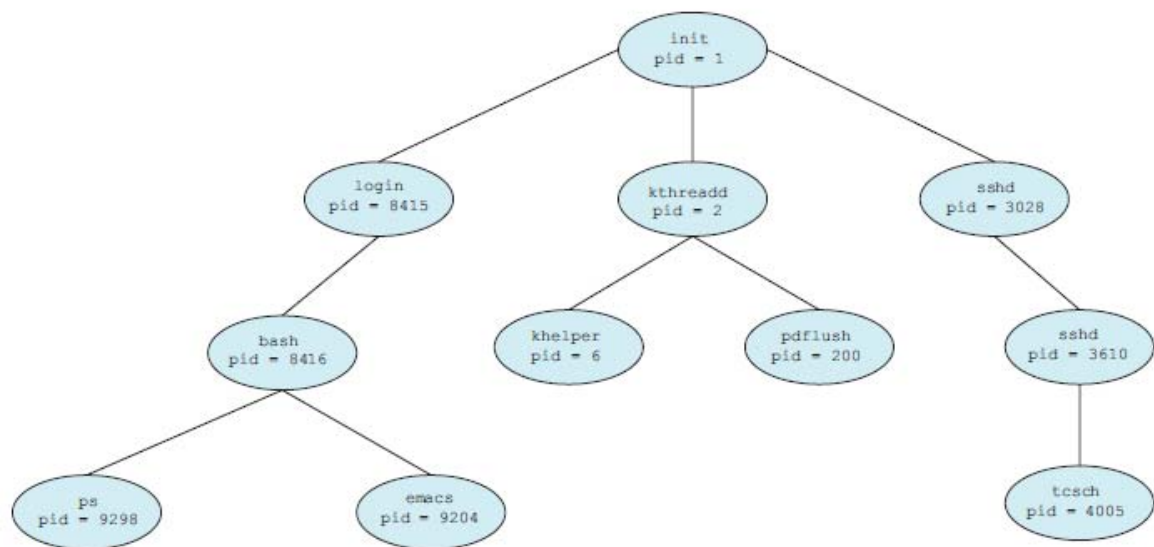 init
pid = 1
login
pid = 8415
kthreadd
pid = 2
sshd
pid = 3028
bash
pid = 8416
khelper
pid = 6
pdflush
pid = 200
sshd
pid = 3610
ps
pid = 9298
emacs
pid = 9204
tcsch
pid = 4005